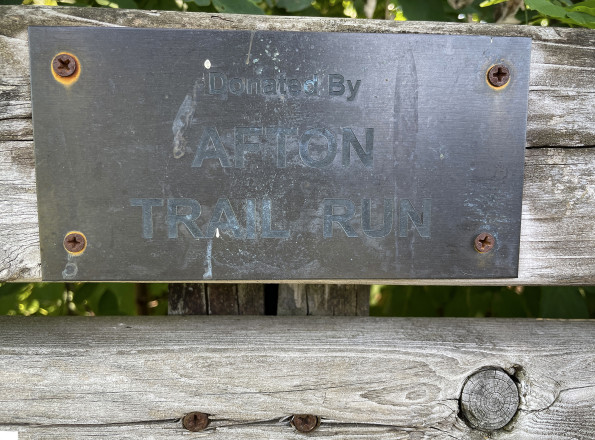 Donated By
AFTON
TRAIL RUN